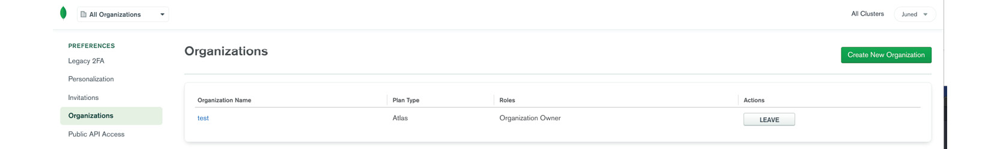 All Organizations
All Clusters
Juned
PREFERENCES
Legacy 2FA
Personalization
Invitations
Organizations
Public API Access
Organizations
Create New Organization
Organization Name Plan Type Roles Actions
test Atlas Organization Owner LEAVE